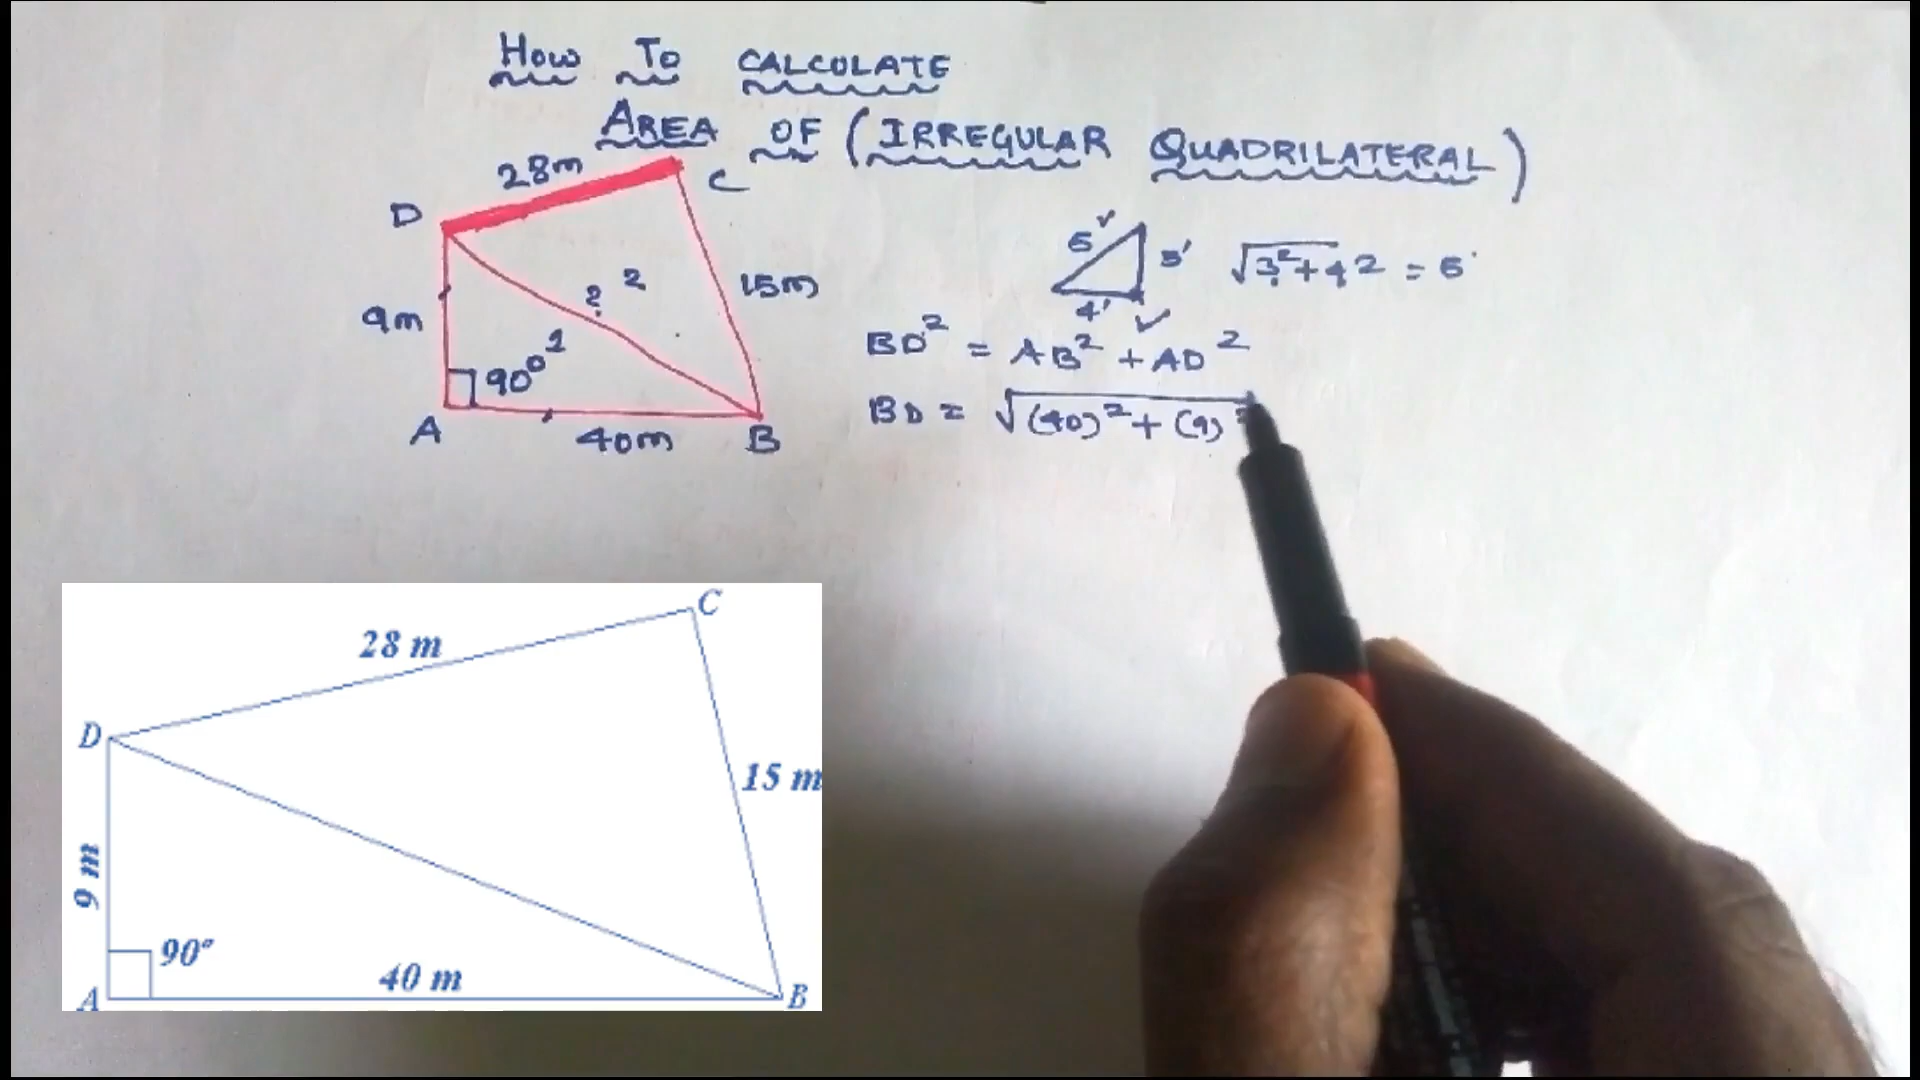 How To CALCULATE
AREA OF (IRREGULAR QUADRILATERAL)
28m
C
D
9m
2
?
15m
1
90°
A
40m
B
5
3'
4'
√3²+42 = 5
BD² = AB² + AD²
BD = √(40)² + (9)²
C
28 m
D
15 m
9 m
90°
40 m
A
B